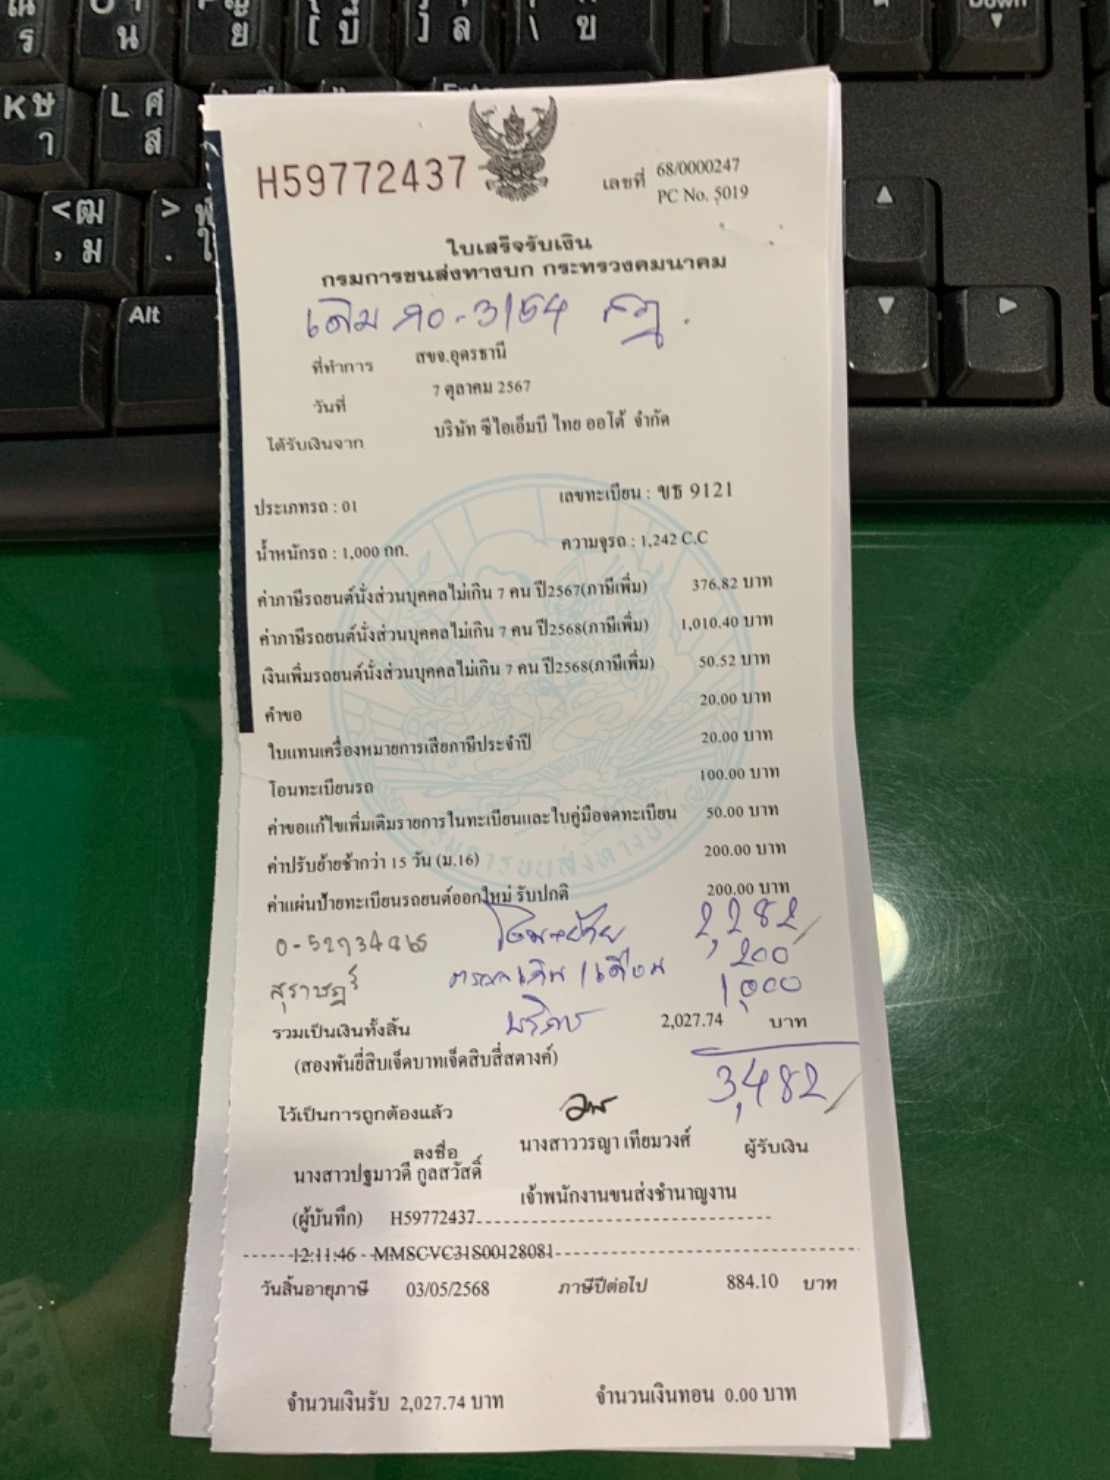 H59772437
เลขที่ 68/0000247
PC No. 5019
ใบเสร็จรับเงิน
กรมการขนส่งทางบก กระทรวงคมนาคม
เดิม -3154
ที่ทำการ สขจ.อุดรธานี
วันที่ 7 ตุลาคม 2567
ได้รับเงินจาก บริษัท ซีไอเอ็มบี ไทย ออโต้ จำกัด
ประเภทรถ : 01 เลขทะเบียน : ขธ 9121
น้ำหนักรถ : 1,000 กก. ความจุรถ : 1,242 C.C
ค่าภาษีรถยนต์นั่งส่วนบุคคลไม่เกิน 7 คน ปี2567(ภาษีเพิ่ม) 376.82 บาท
ค่าภาษีรถยนต์นั่งส่วนบุคคลไม่เกิน 7 คน ปี2568(ภาษีเพิ่ม) 1,010.40 บาท
เงินเพิ่มรถยนต์นั่งส่วนบุคคลไม่เกิน 7 คน ปี2568(ภาษีเพิ่ม) 50.52 บาท
คำขอ 20.00 บาท
ใบแทนเครื่องหมายการเสียภาษีประจำปี 20.00 บาท
โอนทะเบียนรถ 100.00 บาท
ค่าขอแก้ไขเพิ่มเติมรายการในทะเบียนและใบคู่มือจดทะเบียน 50.00 บาท
ค่าปรับย้ายช้ากว่า 15 วัน (ม.16) 200.00 บาท
ค่าแผ่นป้ายทะเบียนรถยนต์ออกใหม่ รับปกติ 200.00 บาท
2,282
200
สุราษฎร์ บริการ 1,000
รวมเป็นเงินทั้งสิ้น 2,027.74 บาท
(สองพันยี่สิบเจ็ดบาทเจ็ดสิบสี่สตางค์)
3,482
ไว้เป็นการถูกต้องแล้ว
ลงชื่อ นางสาววรญา เทียมวงศ์ ผู้รับเงิน
นางสาวปฐมาวดี กูลสวัสดิ์
เจ้าพนักงานขนส่งชำนาญงาน
(ผู้บันทึก) H59772437
12:11:46 MMSCVC31S00128081
วันสิ้นอายุภาษี 03/05/2568 ภาษีปีต่อไป 884.10 บาท
จำนวนเงินรับ 2,027.74 บาท จำนวนเงินทอน 0.00 บาท